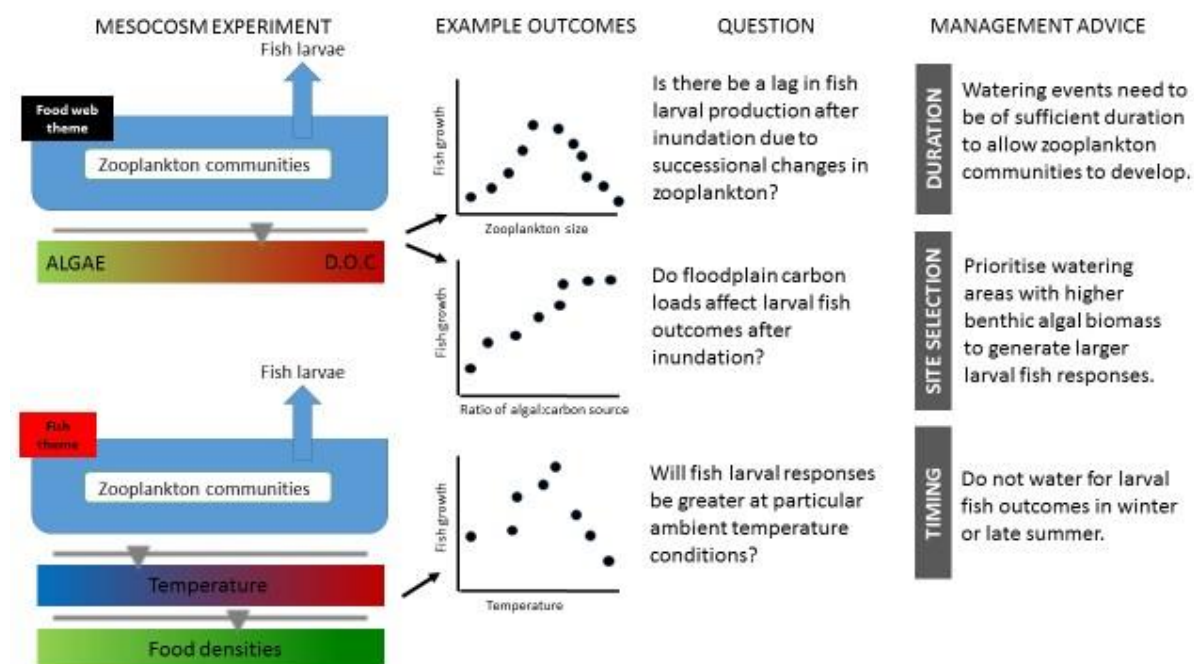 MESOCOSM EXPERIMENT
EXAMPLE OUTCOMES
QUESTION
MANAGEMENT ADVICE
Fish larvae
Food web
theme
Zooplankton communities
ALGAE
D.O.C.
Fish growth
Zooplankton size
Is there be a lag in fish
larval production after
inundation due to
successional changes in
zooplankton?
DURATION
Watering events need to
be of sufficient duration
to allow zooplankton
communities to develop.
Fish growth
Ratio of algal:carbon source
Do floodplain carbon
loads affect larval fish
outcomes after
inundation?
SITE SELECTION
Prioritise watering
areas with higher
benthic algal biomass
to generate larger
larval fish responses.
Fish larvae
Fish
theme
Zooplankton communities
Temperature
Food densities
Fish growth
Temperature
Will fish larval responses
be greater at particular
ambient temperature
conditions?
TIMING
Do not water for larval
fish outcomes in winter
or late summer.